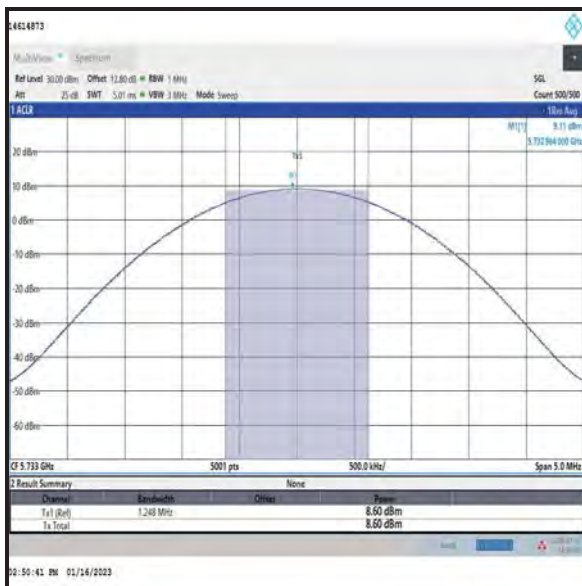 14614873
MultiView Spectrum
Ref Level 30.00 dBm Offset 12.80 dB RBW 1 MHz SGL
Att 25 dB SWT 5.01 ms VBW 3 MHz Mode Sweep Count 500/500
1 ACLR 1Rm Avg
M1[1] 9.11 dBm
5.732 964 000 GHz
20 dBm
Tx1
10 dBm
0 dBm
-10 dBm
-20 dBm
-30 dBm
-40 dBm
-50 dBm
-60 dBm
CF 5.733 GHz 5001 pts 500.0 kHz/ Span 5.0 MHz
2 Result Summary None
Channel Bandwidth Offset Power
Tx1 (Ref) 1.248 MHz 8.60 dBm
Tx Total 8.60 dBm
02:50:41 PM 01/16/2023